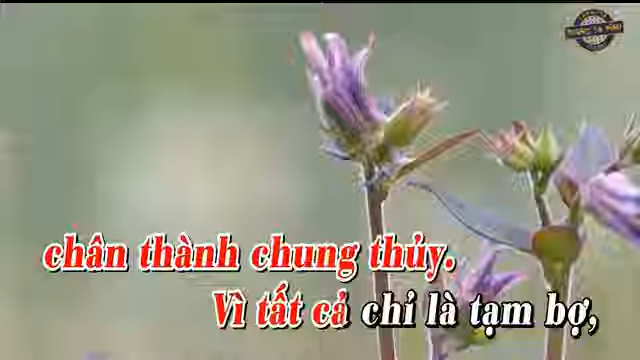 chân thành chung thủy.
Vì tất cả chỉ là tạm bợ,